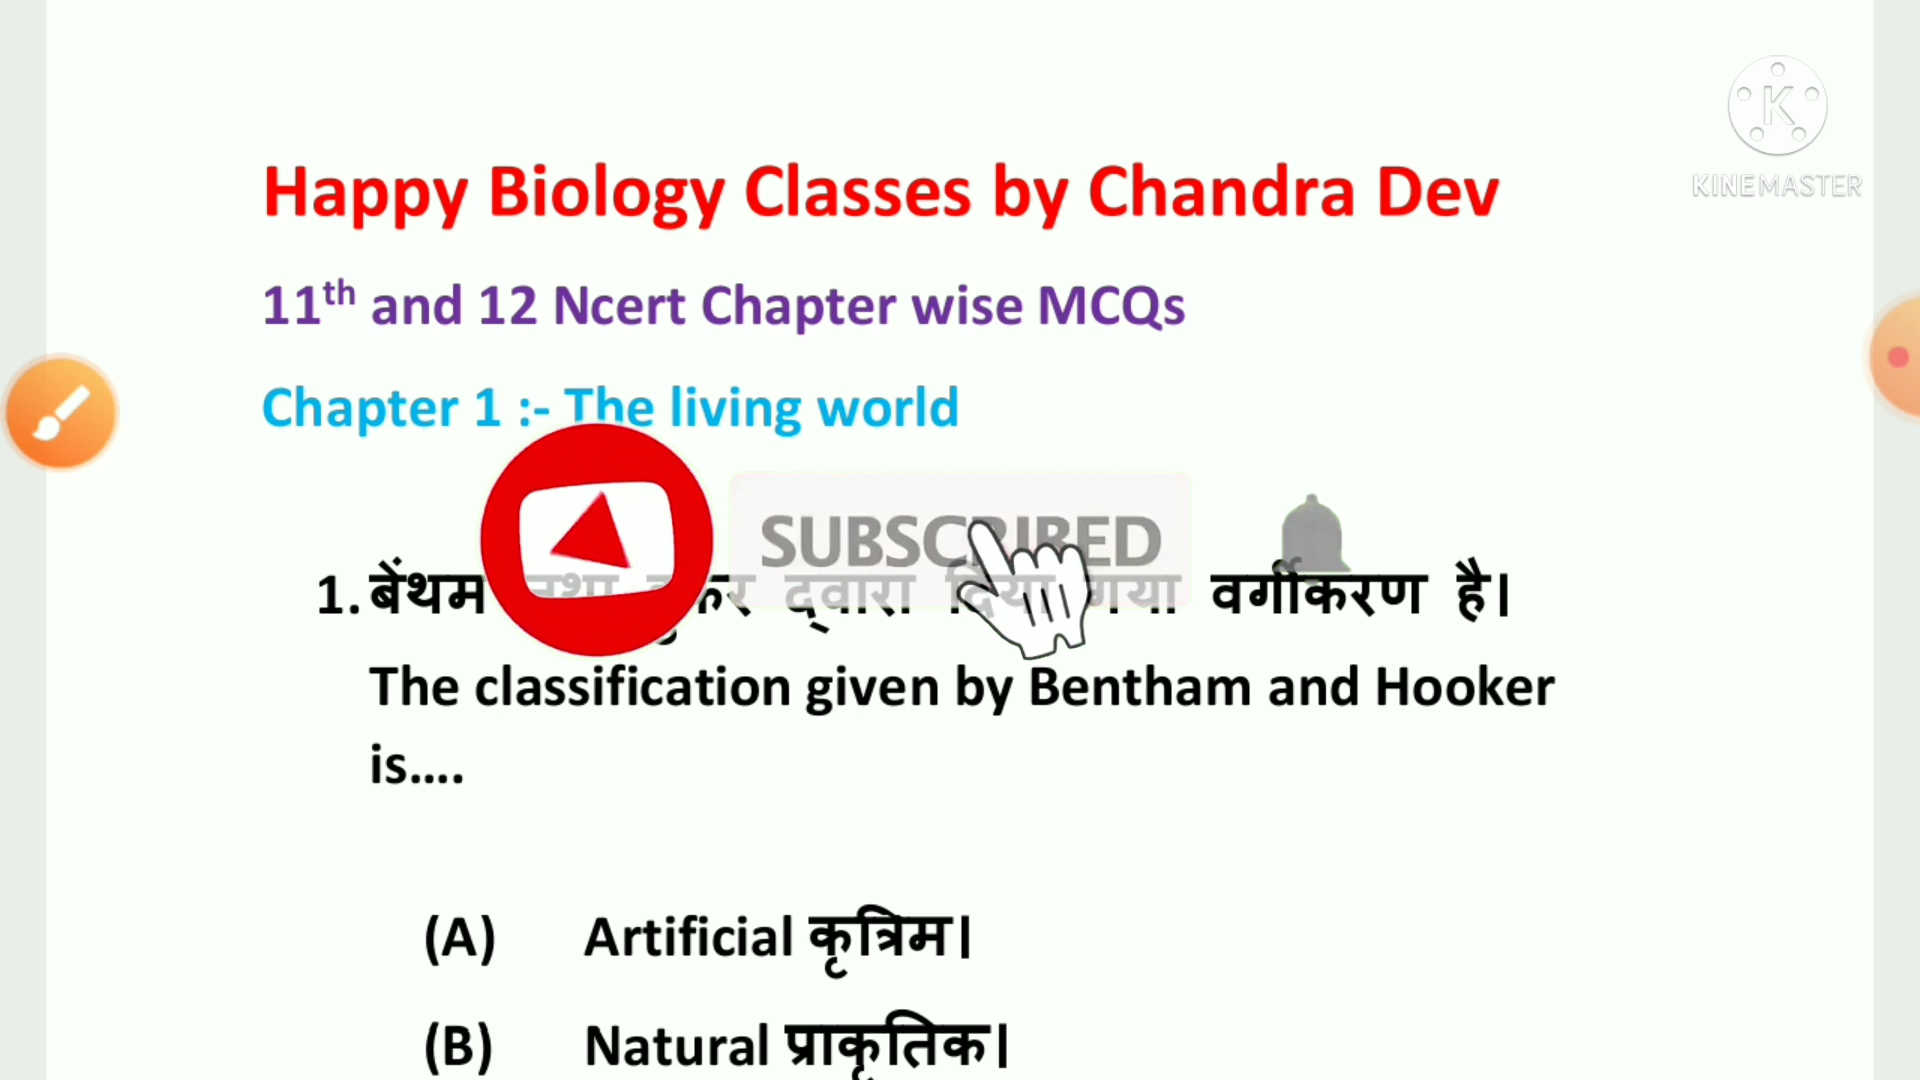 KINEMASTER
Happy Biology Classes by Chandra Dev
11th and 12 Ncert Chapter wise MCQs
Chapter 1 :- The living world
SUBSCRIBED
1. बेंथम द्वारा दिया गया वर्गीकरण है।
The classification given by Bentham and Hooker
is....
(A) Artificial कृत्रिम।
(B) Natural प्राकृतिक।